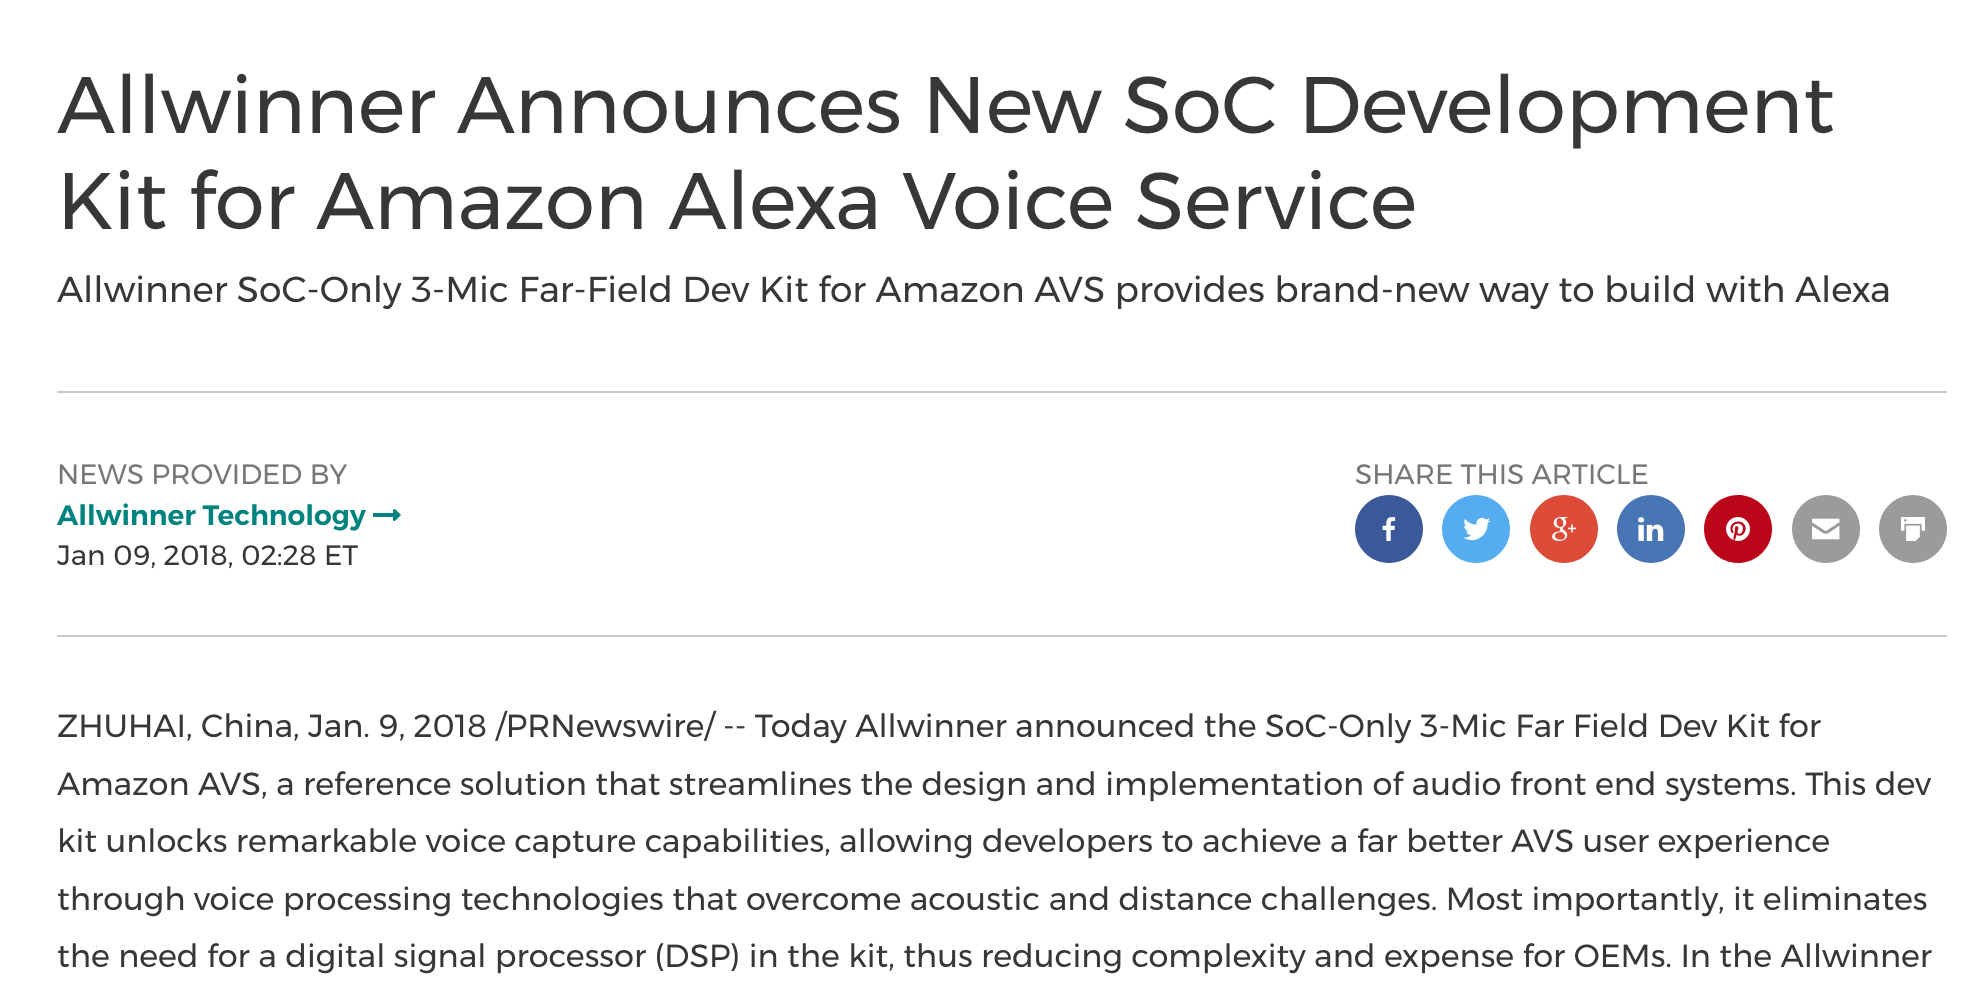 Allwinner Announces New SoC Development
Kit for Amazon Alexa Voice Service
Allwinner SoC-Only 3-Mic Far-Field Dev Kit for Amazon AVS provides brand-new way to build with Alexa
NEWS PROVIDED BY
Allwinner Technology
Jan 09, 2018, 02:28 ET
SHARE THIS ARTICLE
f
g+
in
ZHUHAI, China, Jan. 9, 2018 /PRNewswire/ -- Today Allwinner announced the SoC-Only 3-Mic Far Field Dev Kit for
Amazon AVS, a reference solution that streamlines the design and implementation of audio front end systems. This dev
kit unlocks remarkable voice capture capabilities, allowing developers to achieve a far better AVS user experience
through voice processing technologies that overcome acoustic and distance challenges. Most importantly, it eliminates
the need for a digital signal processor (DSP) in the kit, thus reducing complexity and expense for OEMs. In the Allwinner